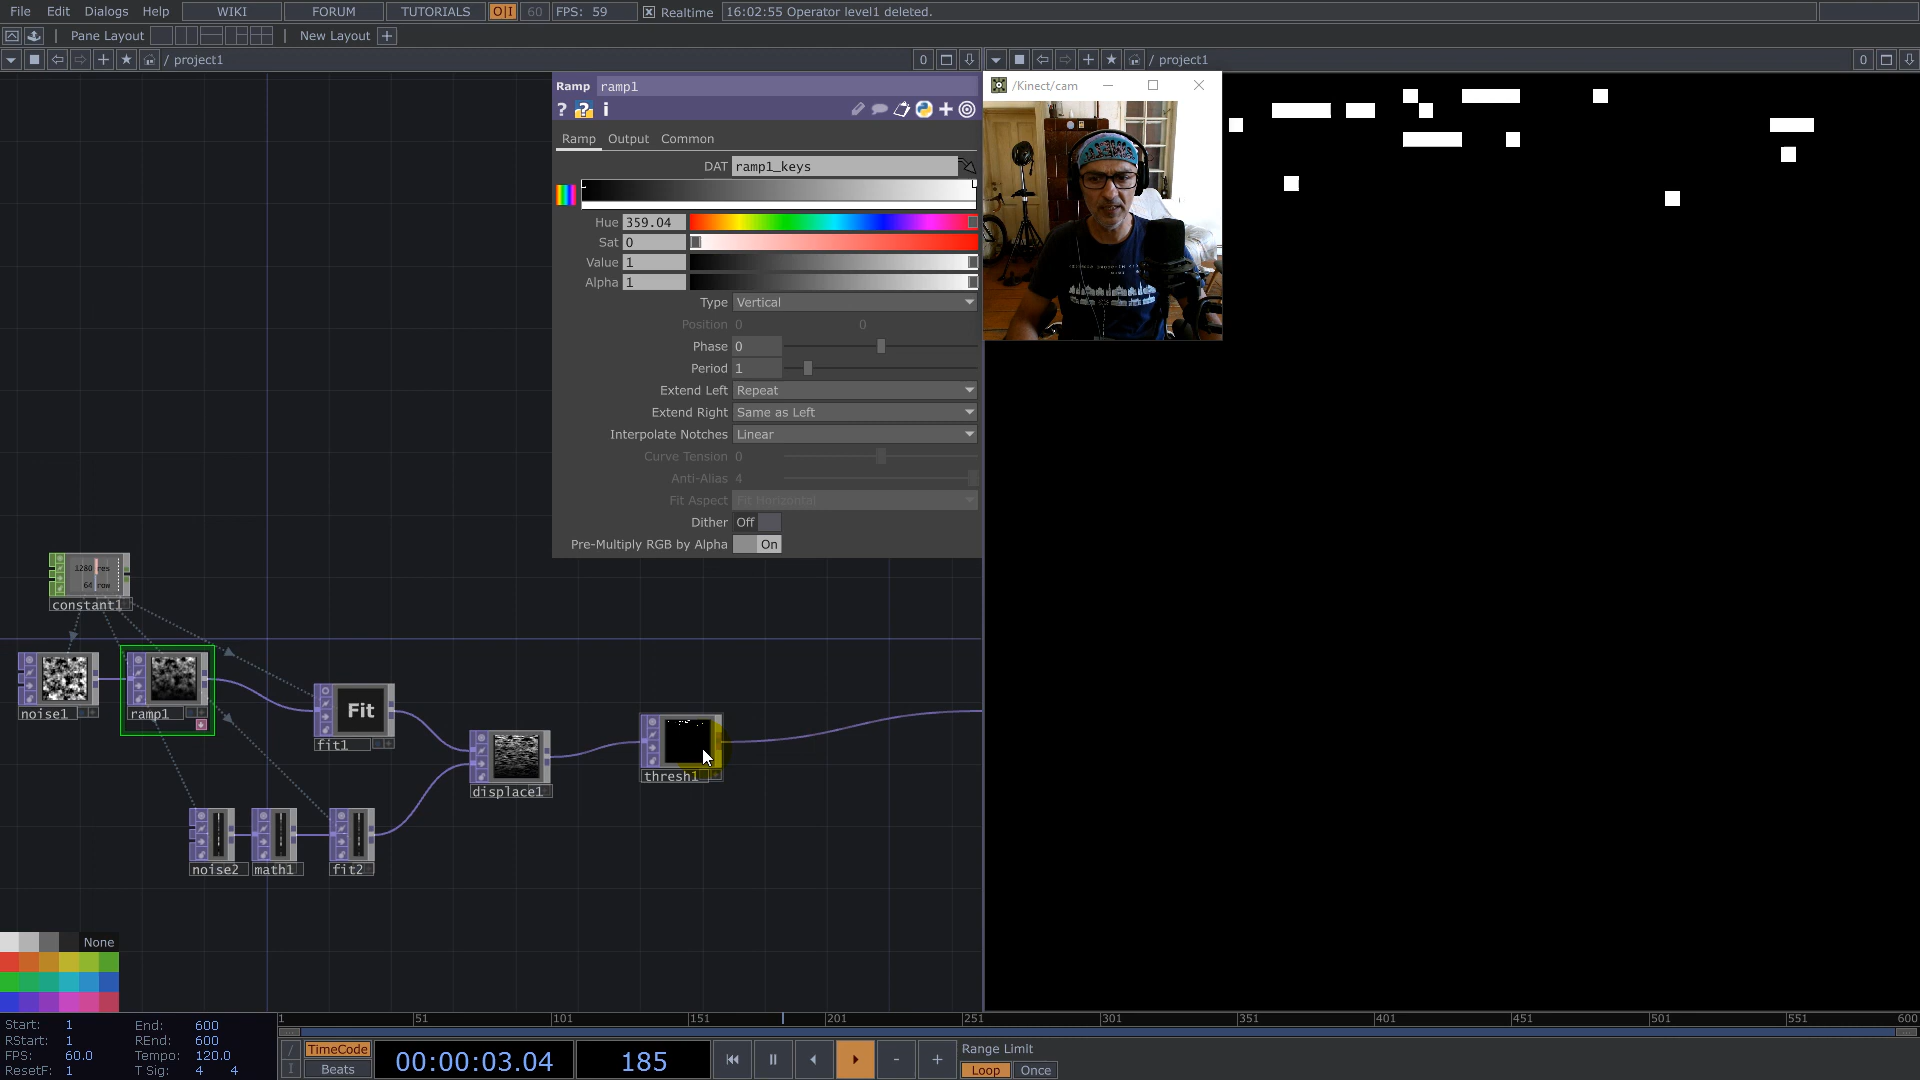 File Edit Dialogs Help WIKI FORUM TUTORIALS O|I 60 FPS: 59 Realtime 16:02:55 Operator level1 deleted.
Pane Layout New Layout
/ project1 0 / project1 0
Ramp ramp1
/Kinect/cam
? ? i
Ramp Output Common
DAT ramp1_keys
Hue 359.04
Sat 0
Value 1
Alpha 1
Type Vertical
Position 0 0
Phase 0
Period 1
Extend Left Repeat
Extend Right Same as Left
Interpolate Notches Linear
Curve Tension 0
Anti-Alias 4
Fit Aspect Fit Horizontal
Dither Off
Pre-Multiply RGB by Alpha On
1280 res
64 row
constant1
noise1 ramp1
Fit
fit1
thresh1
displace1
noise2 math1 fit2
None
1 51 101 151 201 251 301 351 401 451 501 551 600
Start: 1 End: 600
RStart: 1 REnd: 600
FPS: 60.0 Tempo: 120.0
ResetF: 1 T Sig: 4 4
TimeCode
Beats
00:00:03.04 185
Range Limit
Loop Once